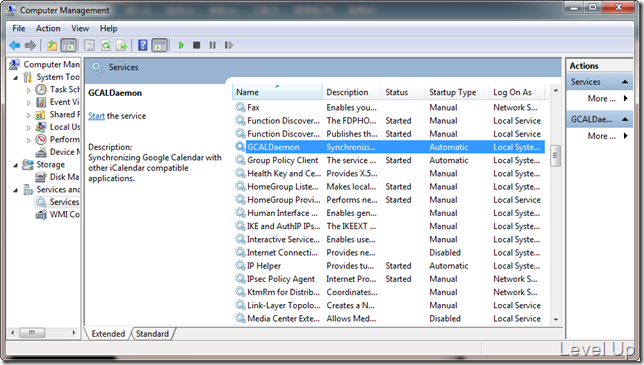 Computer Management
File Action View Help
Computer Man
System Tool
Task Sch
Event Vi
Shared F
Local Us
Perform
Device M
Storage
Disk Ma
Services and
Services
WMI Co
Services
GCALDaemon
Start the service
Description:
Synchronizing Google Calendar with
other iCalendar compatible
applications.
Name Description Status Startup Type Log On As
Fax Enables you... Manual Network S...
Function Discover... The FDPHO... Started Manual Local Service
Function Discover... Publishes th... Started Manual Local Service
GCALDaemon Synchronizi... Automatic Local Syste...
Group Policy Client The service ... Started Automatic Local Syste...
Health Key and Ce... Provides X.5... Manual Local Syste...
HomeGroup Liste... Makes local... Started Manual Local Syste...
HomeGroup Provi... Performs ne... Started Manual Local Service
Human Interface ... Enables gen... Manual Local Syste...
IKE and AuthIP IPs... The IKEEXT ... Manual Local Syste...
Interactive Service... Enables use... Manual Local Syste...
Internet Connecti... Provides ne... Disabled Local Syste...
IP Helper Provides tu... Started Automatic Local Syste...
IPsec Policy Agent Internet Pro... Started Manual Network S...
KtmRm for Distrib... Coordinates... Manual Network S...
Link-Layer Topolo... Creates a N... Manual Local Service
Media Center Exte... Allows Med... Disabled Local Service
Extended Standard
Actions
Services
More ...
GCALDae...
More ...
Level Up